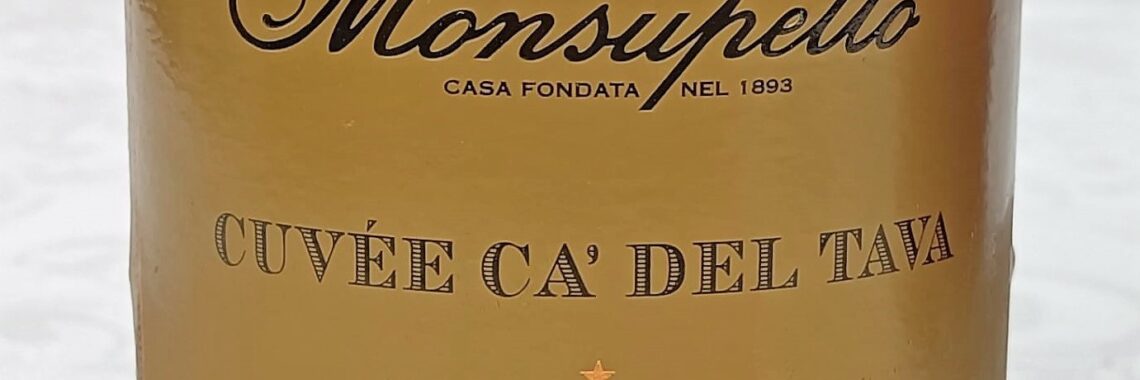 Monsupello
CASA FONDATA NEL 1893
CUVÉE CA' DEL TAVA